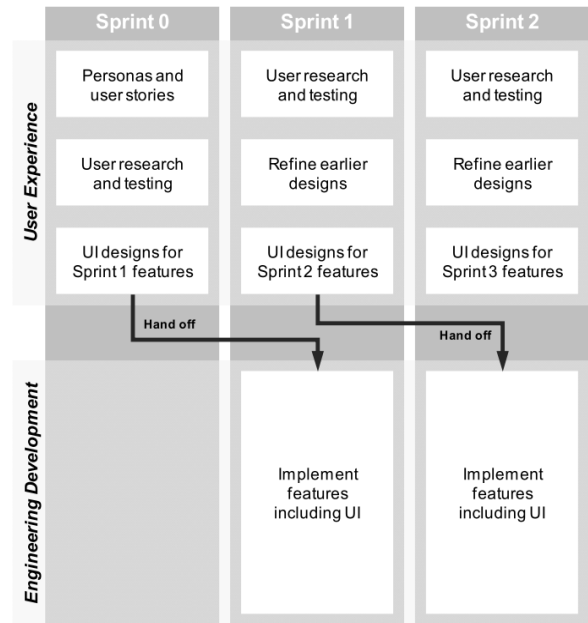 Sprint 0
Sprint 1
Sprint 2
User Experience
Personas and
user stories
User research
and testing
User research
and testing
User research
and testing
Refine earlier
designs
Refine earlier
designs
UI designs for
Sprint 1 features
UI designs for
Sprint 2 features
UI designs for
Sprint 3 features
Hand off
Hand off
Engineering Development
Implement
features
including UI
Implement
features
including UI